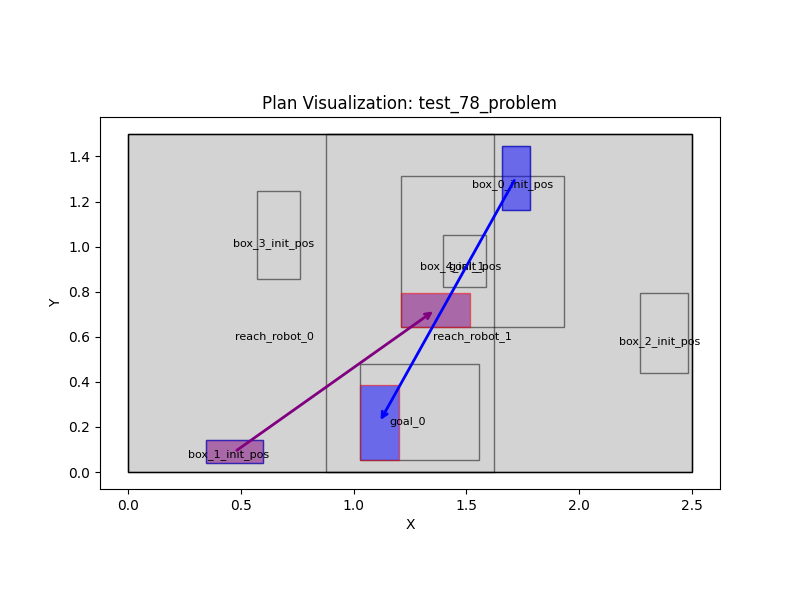 Plan Visualization: test_78_problem
Y
1.4
1.2
1.0
0.8
0.6
0.4
0.2
0.0
box_0_init_pos
box_3_init_pos
box_4_init_pos
goal_1
reach_robot_0
reach_robot_1
box_2_init_pos
goal_0
box_1_init_pos
0.0
0.5
1.0
1.5
2.0
2.5
X